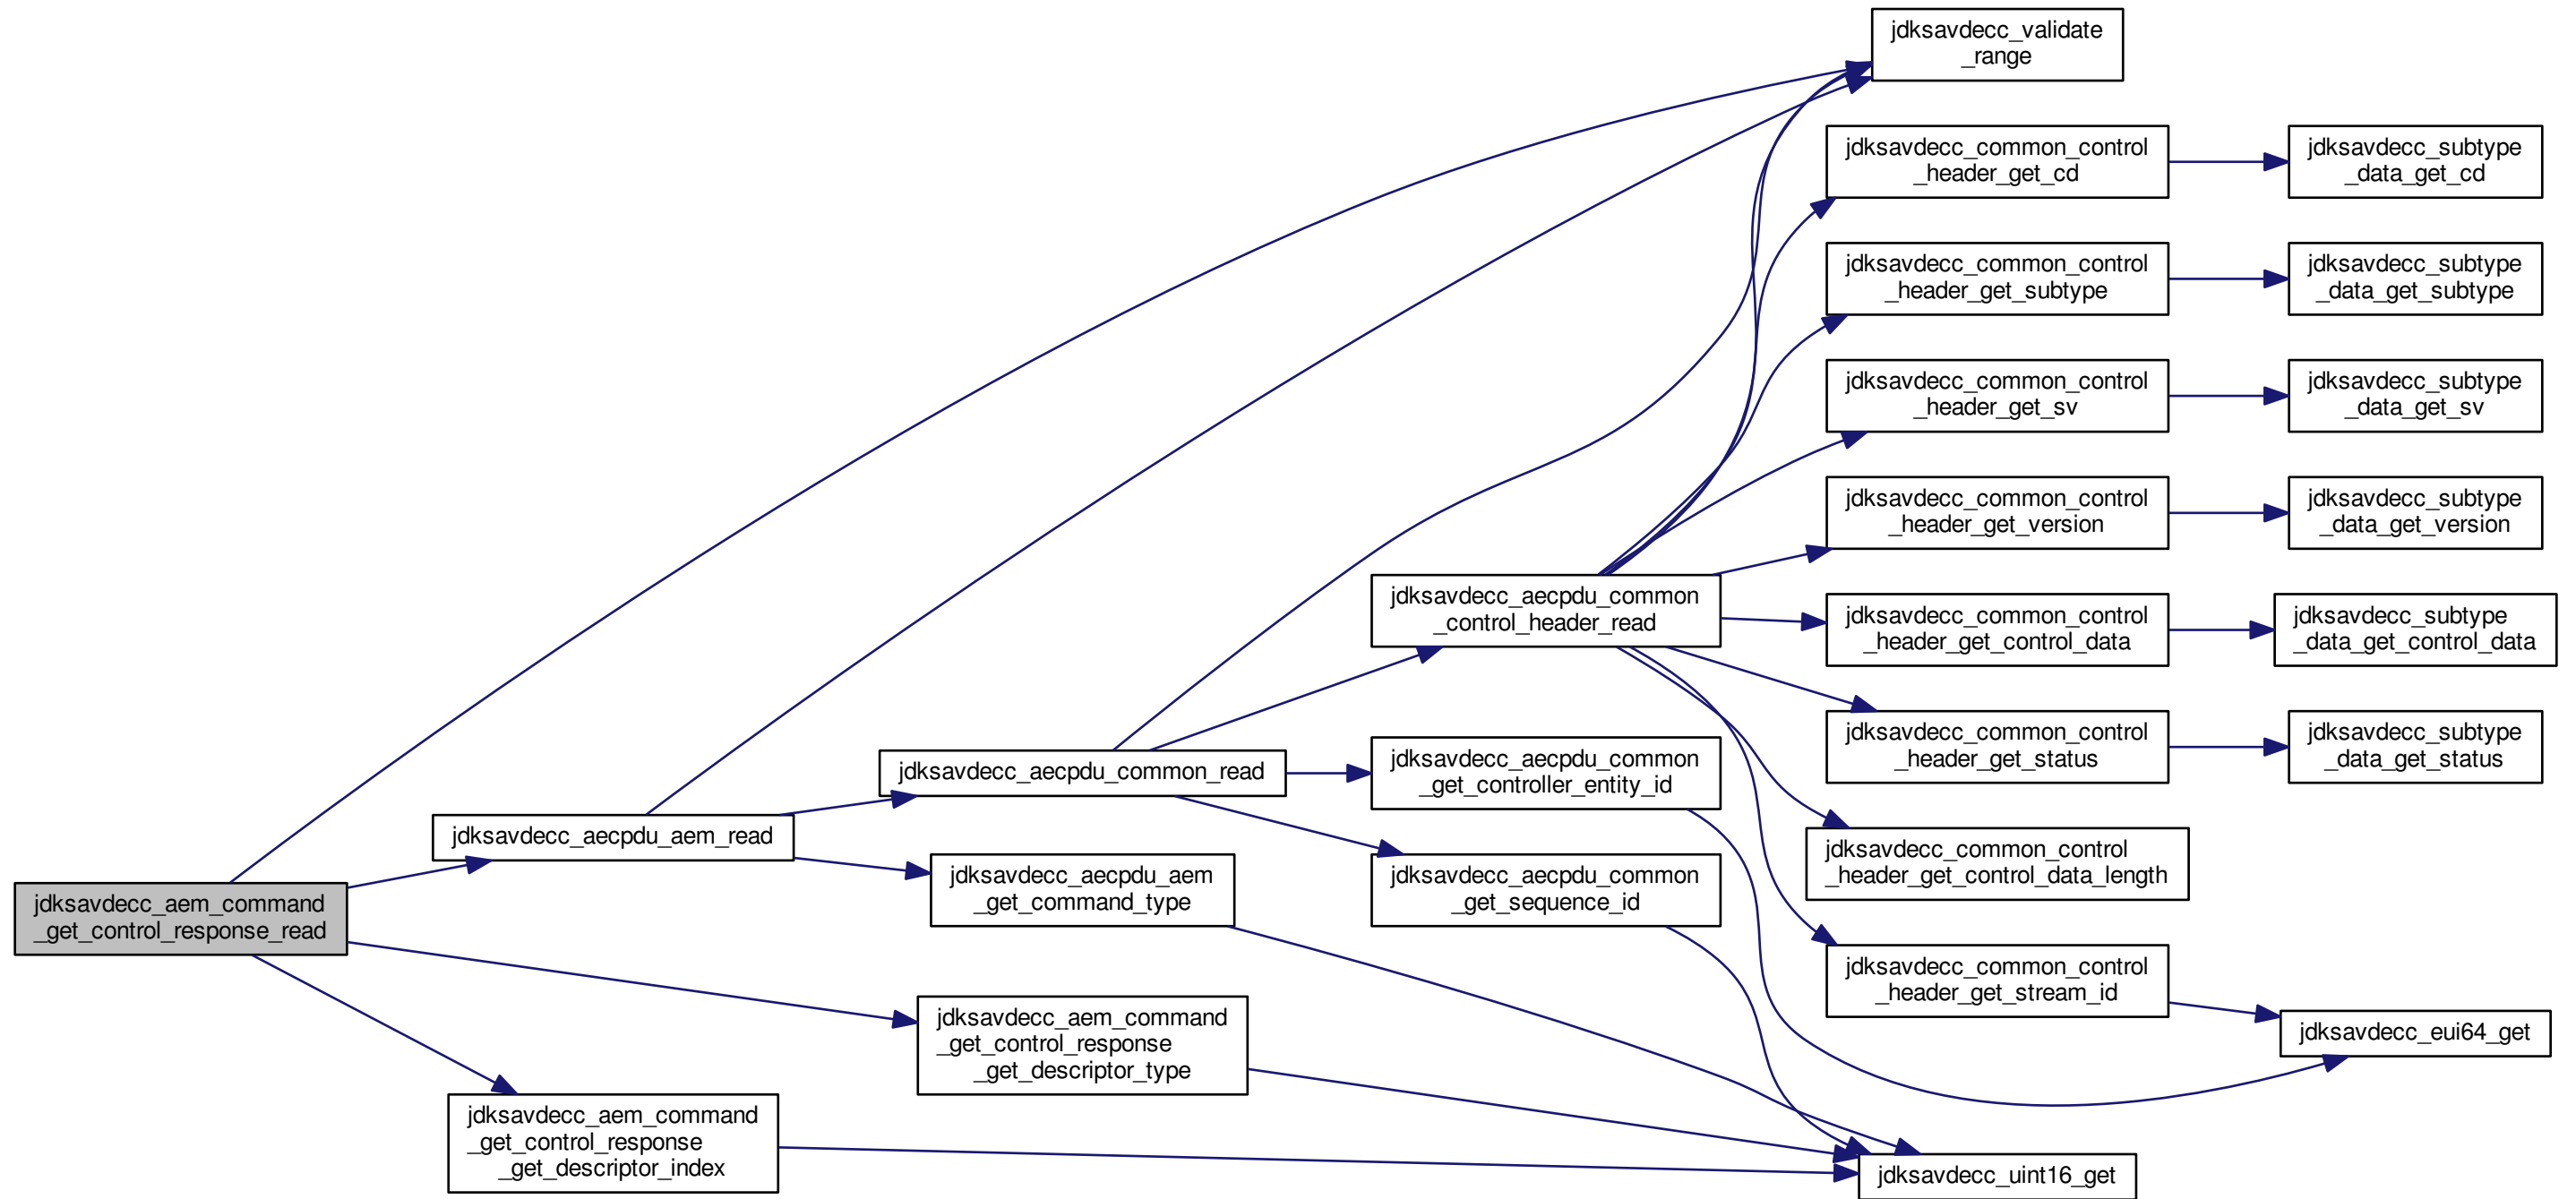 jdksavdecc_aem_command
_get_control_response_read
jdksavdecc_aecpdu_aem_read
jdksavdecc_aem_command
_get_control_response
_get_descriptor_index
jdksavdecc_aecpdu_common_read
jdksavdecc_aecpdu_aem
_get_command_type
jdksavdecc_aem_command
_get_control_response
_get_descriptor_type
jdksavdecc_aecpdu_common
_control_header_read
jdksavdecc_aecpdu_common
_get_controller_entity_id
jdksavdecc_aecpdu_common
_get_sequence_id
jdksavdecc_validate
_range
jdksavdecc_common_control
_header_get_cd
jdksavdecc_common_control
_header_get_subtype
jdksavdecc_common_control
_header_get_sv
jdksavdecc_common_control
_header_get_version
jdksavdecc_common_control
_header_get_control_data
jdksavdecc_common_control
_header_get_status
jdksavdecc_common_control
_header_get_control_data_length
jdksavdecc_common_control
_header_get_stream_id
jdksavdecc_uint16_get
jdksavdecc_subtype
_data_get_cd
jdksavdecc_subtype
_data_get_subtype
jdksavdecc_subtype
_data_get_sv
jdksavdecc_subtype
_data_get_version
jdksavdecc_subtype
_data_get_control_data
jdksavdecc_subtype
_data_get_status
jdksavdecc_eui64_get